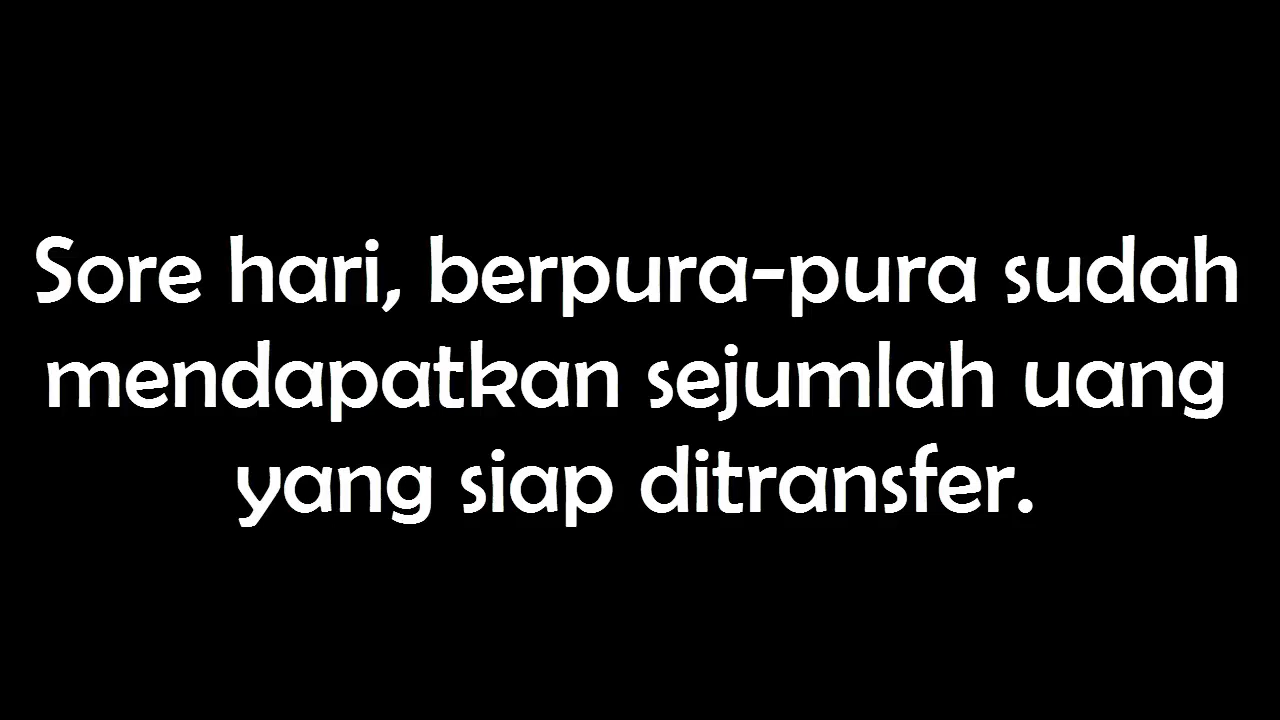 Sore hari, berpura-pura sudah
mendapatkan sejumlah uang
yang siap ditransfer.